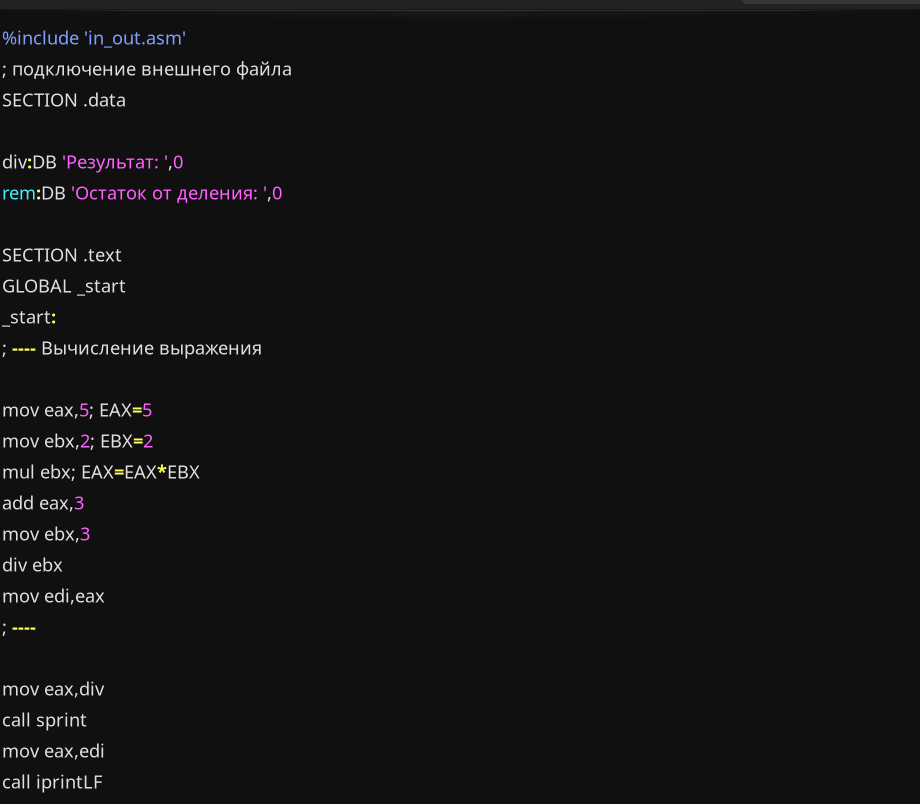 %include 'in_out.asm'
; подключение внешнего файла
SECTION .data
div:DB 'Результат: ',0
rem:DB 'Остаток от деления: ',0
SECTION .text
GLOBAL _start
_start:
; ---- Вычисление выражения
mov eax,5; EAX=5
mov ebx,2; EBX=2
mul ebx; EAX=EAX*EBX
add eax,3
mov ebx,3
div ebx
mov edi,eax
; ----
mov eax,div
call sprint
mov eax,edi
call iprintLF